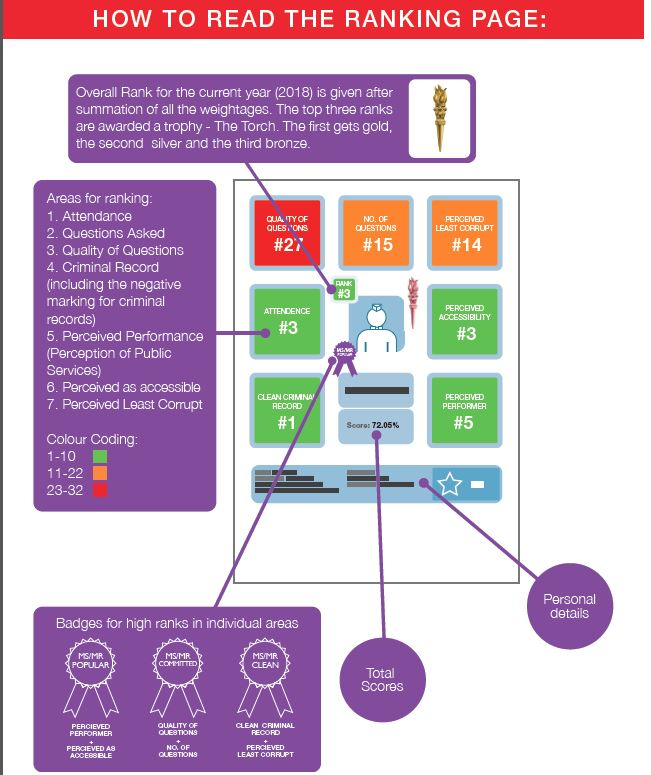 HOW TO READ THE RANKING PAGE:
Overall Rank for the current year (2018) is given after
summation of all the weightages. The top three ranks
are awarded a trophy - The Torch. The first gets gold,
the second silver and the third bronze.
Areas for ranking:
1. Attendance
2. Questions Asked
3. Quality of Questions
4. Criminal Record
(including the negative
marking for criminal
records)
5. Perceived Performance
(Perception of Public
Services)
6. Perceived as accessible
7. Perceived Least Corrupt
Colour Coding:
1-10
11-22
23-32
QUALITY OF
QUESTIONS
#27
NO. OF
QUESTIONS
#15
PERCEIVED
LEAST CORRUPT
#14
RANK
#3
ATTENDENCE
#3
PERCEIVED
ACCESSIBILITY
#3
MS/MR
POPULAR
CLEAN CRIMINAL
RECORD
#1
Score: 72.05%
PERCEIVED
PERFORMER
#5
Personal
details
Total
Scores
Badges for high ranks in individual areas
MS/MR
POPULAR
MS/MR
COMMITTED
MS/MR
CLEAN
PERCIEVED
PERFORMER
+
PERCIEVED AS
ACCESSIBLE
QUALITY OF
QUESTIONS
+
NO. OF
QUESTIONS
CLEAN CRIMINAL
RECORD
+
PERCIEVED
LEAST CORRUPT